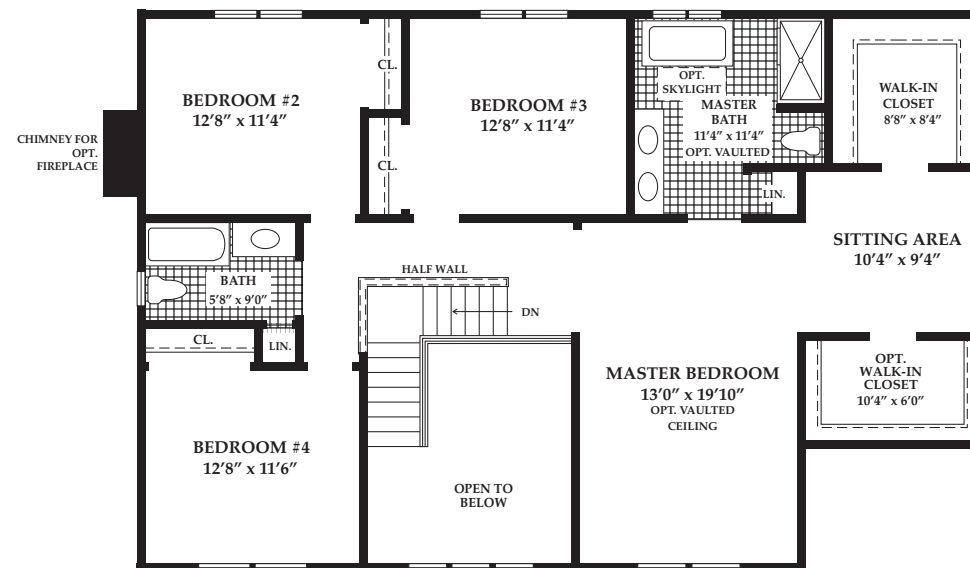 CL.
OPT.
SKYLIGHT
BEDROOM #2
12’8” x 11’4”
BEDROOM #3
12’8” x 11’4”
MASTER
BATH
11’4” x 11’4”
OPT. VAULTED
WALK-IN
CLOSET
8’8” x 8’4”
CHIMNEY FOR
OPT.
FIREPLACE
CL.
LIN.
SITTING AREA
10’4” x 9’4”
HALF WALL
BATH
5’8” x 9’0”
DN
CL.
LIN.
MASTER BEDROOM
13’0” x 19’10”
OPT. VAULTED
CEILING
OPT.
WALK-IN
CLOSET
10’4” x 6’0”
BEDROOM #4
12’8” x 11’6”
OPEN TO
BELOW